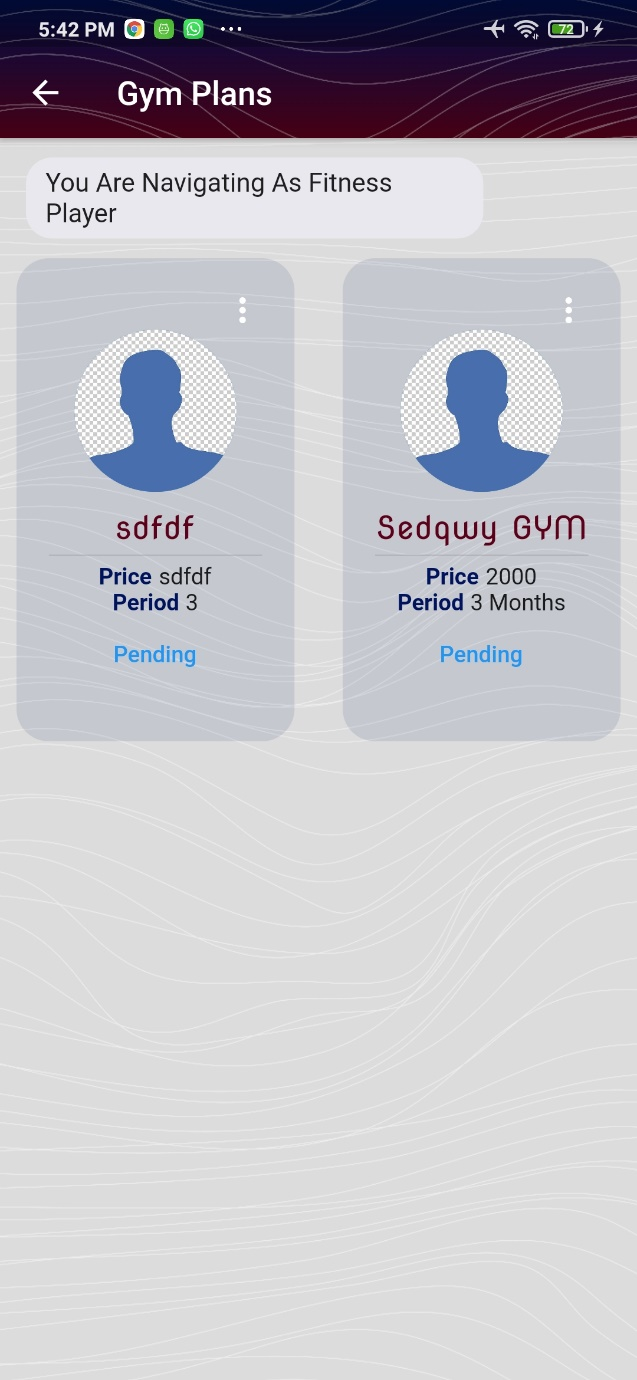 5:42 PM
72
Gym Plans
You Are Navigating As Fitness
Player
sdfdf
Price sdfdf
Period 3
Pending
Sedqwy GYM
Price 2000
Period 3 Months
Pending